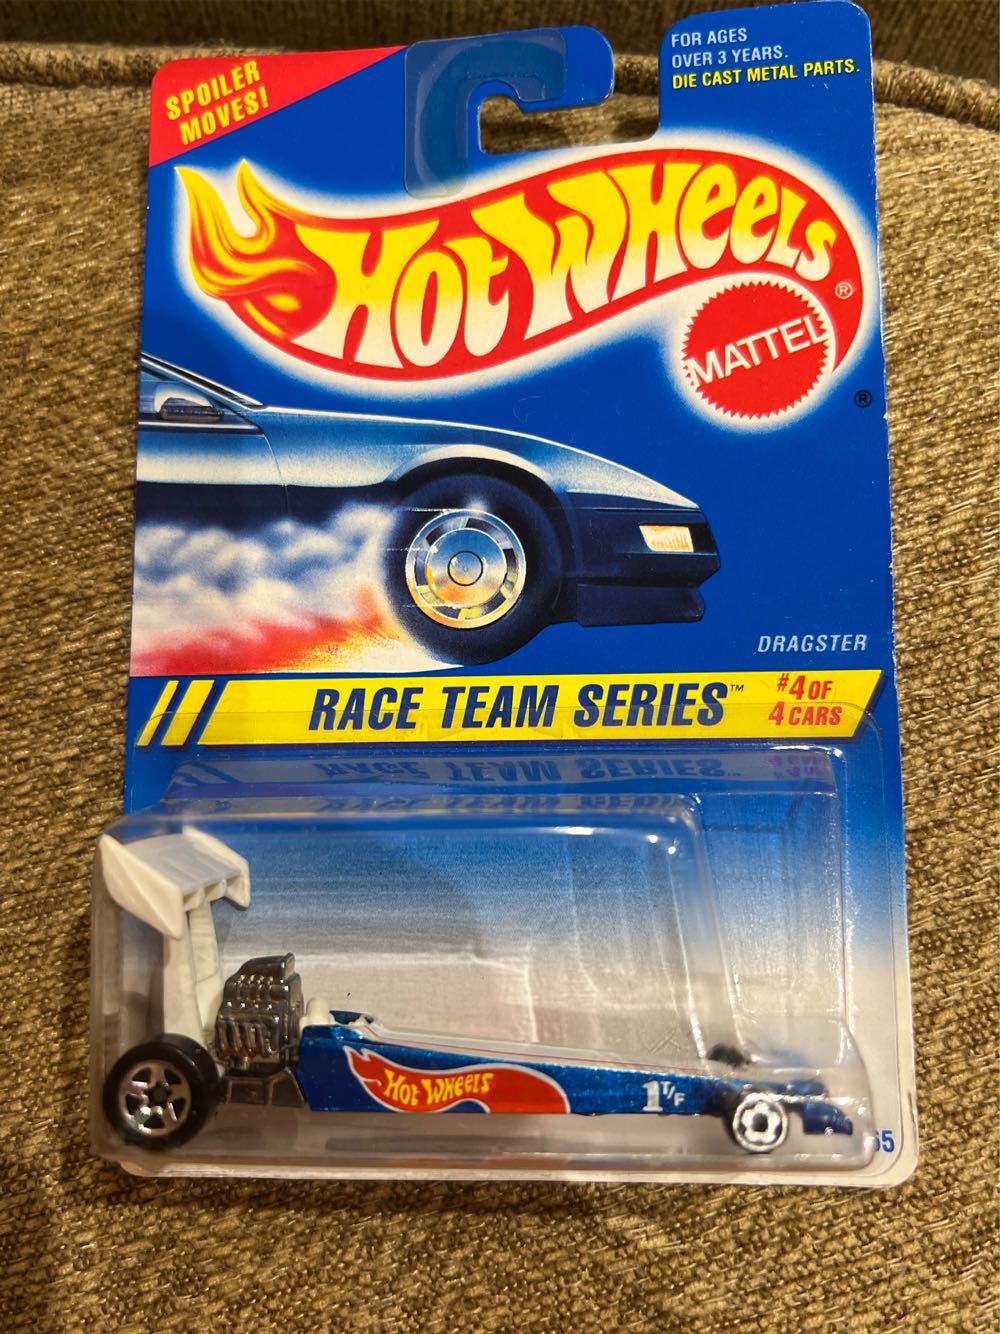 SPOILER
MOVES!
FOR AGES
OVER 3 YEARS.
DIE CAST METAL PARTS.
HOT WHEELS®
MATTEL
®
DRAGSTER
RACE TEAM SERIES™
#4 OF
4 CARS
HOT WHEELS
1 T/F